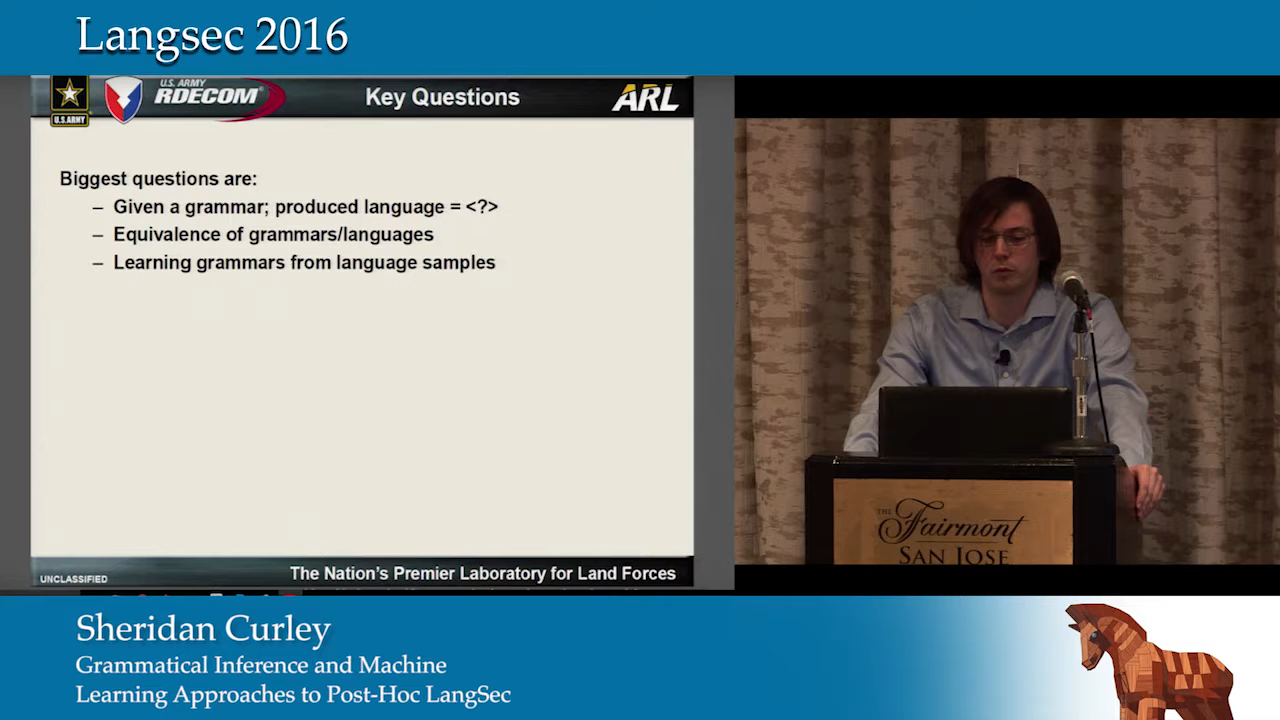 Langsec 2016
U.S. ARMY
U.S. ARMY
RDECOM
Key Questions
ARL
Biggest questions are:
– Given a grammar; produced language = <?>
– Equivalence of grammars/languages
– Learning grammars from language samples
UNCLASSIFIED
The Nation's Premier Laboratory for Land Forces
THE
Fairmont
SAN JOSE
Sheridan Curley
Grammatical Inference and Machine
Learning Approaches to Post-Hoc LangSec